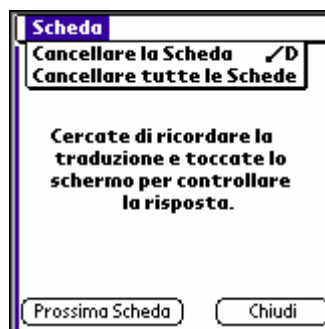 Scheda
Cancellare la Scheda ✓D
Cancellare tutte le Schede
Cercate di ricordare la
traduzione e toccate lo
schermo per controllare
la risposta.
Prossima Scheda Chiudi